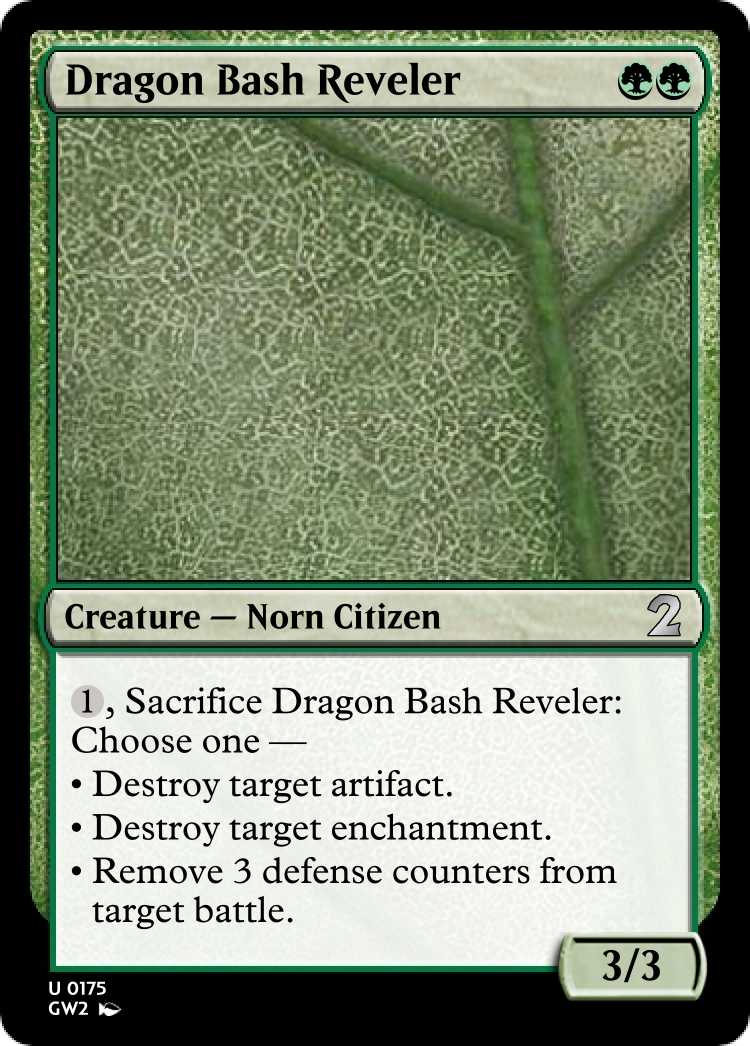 Dragon Bash Reveler
Creature — Norn Citizen
2
1, Sacrifice Dragon Bash Reveler:
Choose one —
• Destroy target artifact.
• Destroy target enchantment.
• Remove 3 defense counters from
target battle.
3/3
U 0175
GW2